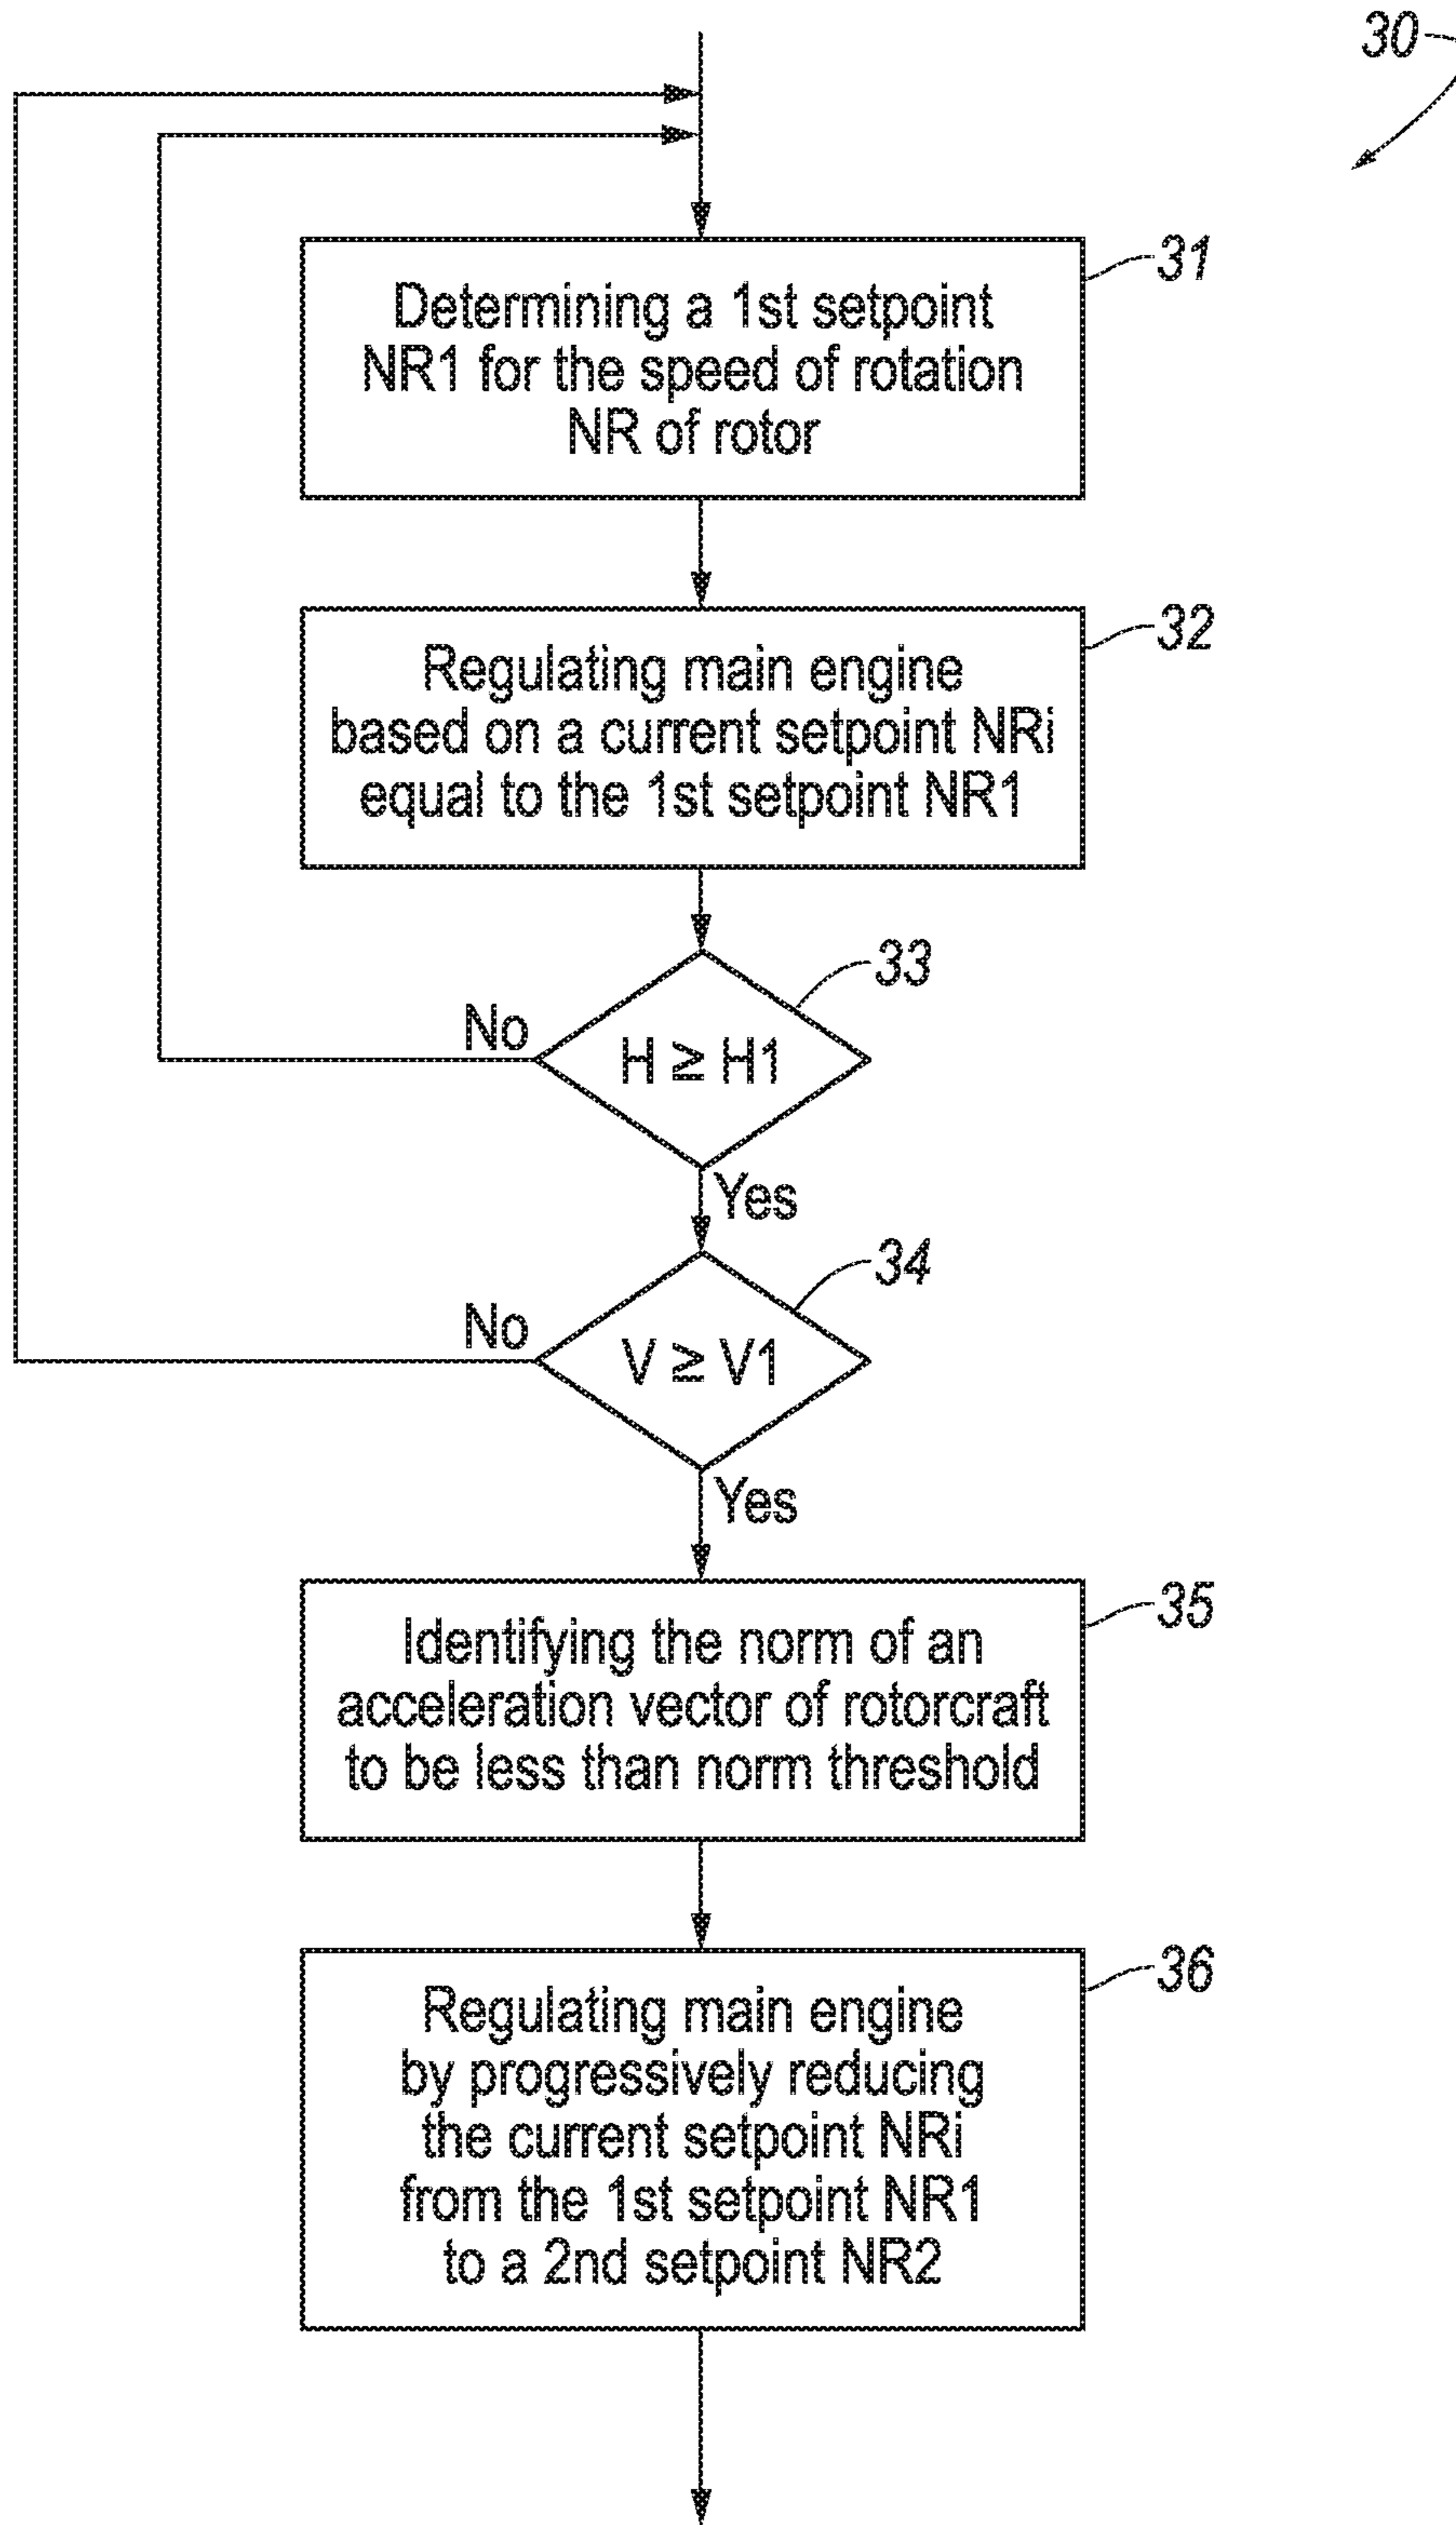 30
31
Determining a 1st setpoint
NR1 for the speed of rotation
NR of rotor
32
Regulating main engine
based on a current setpoint NRi
equal to the 1st setpoint NR1
33
No
H ≧ H1
Yes
34
No
V ≧ V1
Yes
35
Identifying the norm of an
acceleration vector of rotorcraft
to be less than norm threshold
36
Regulating main engine
by progressively reducing
the current setpoint NRi
from the 1st setpoint NR1
to a 2nd setpoint NR2